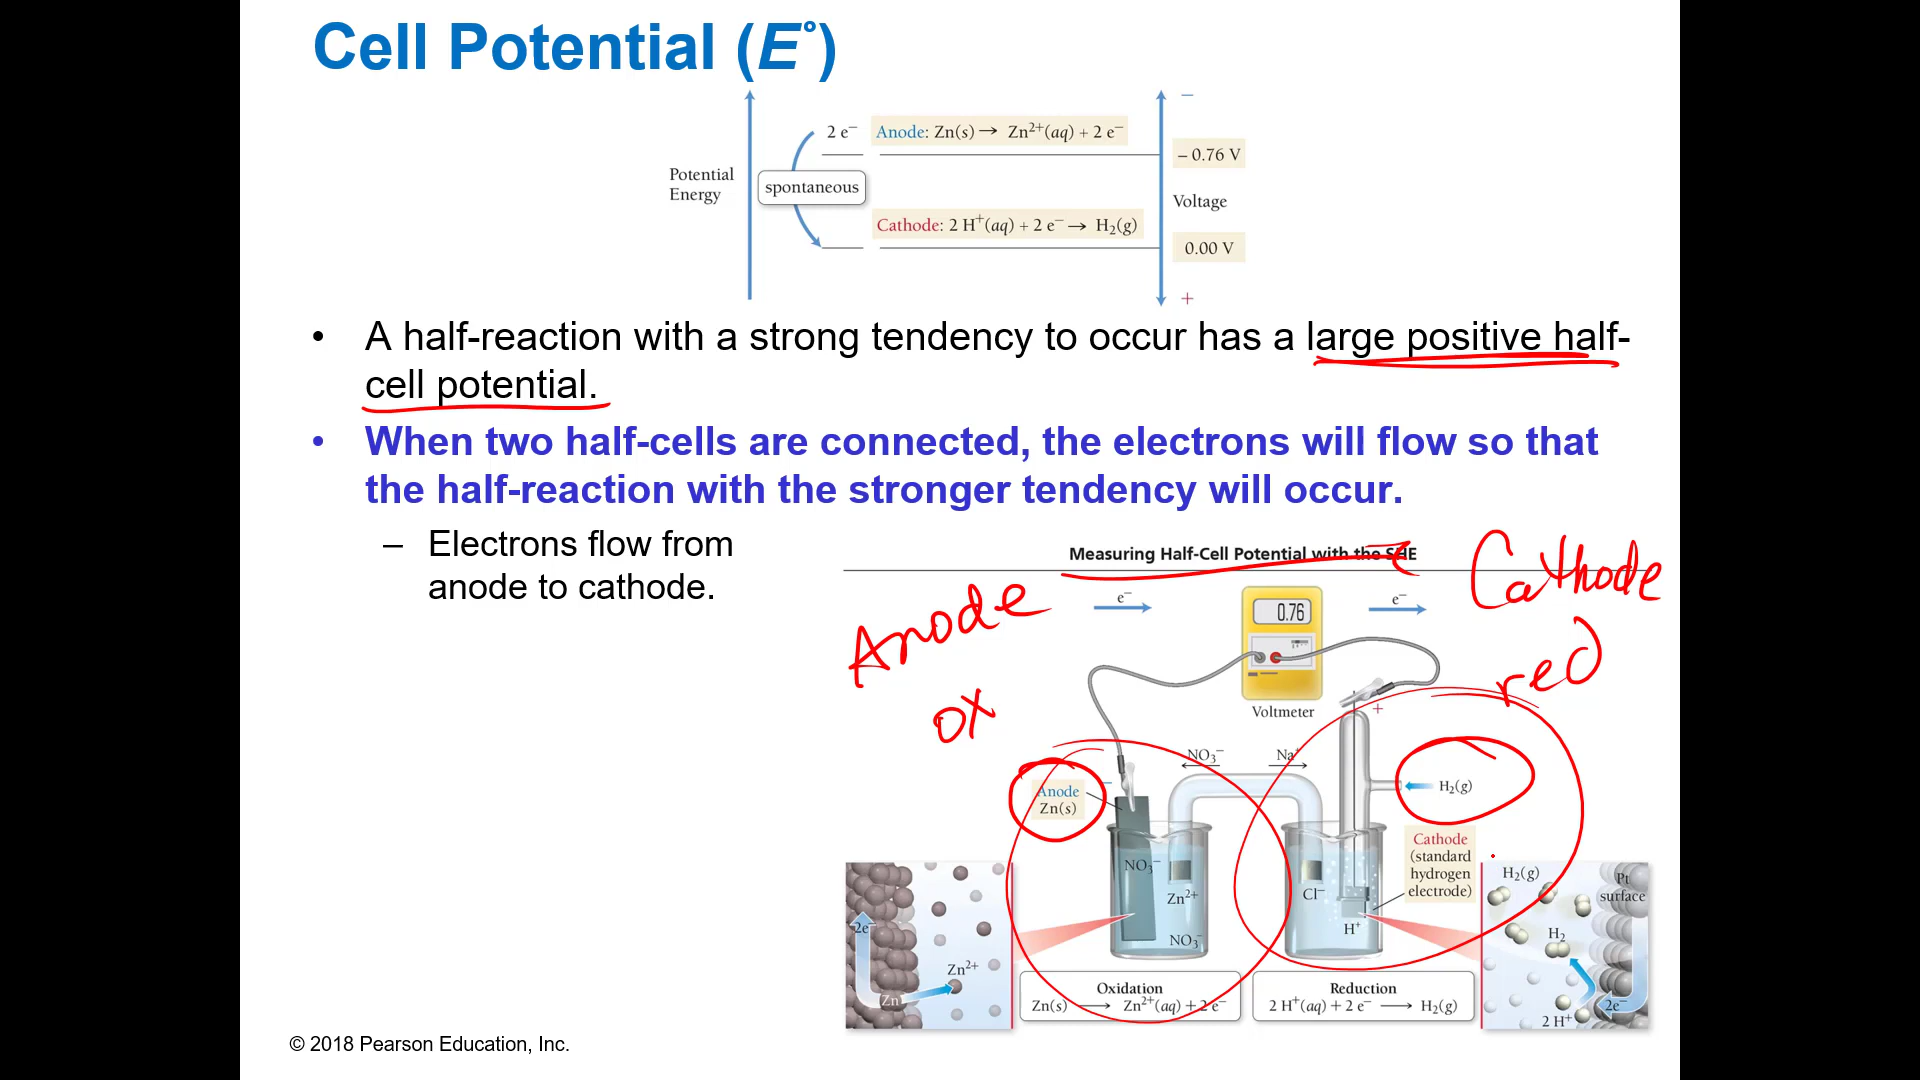 Cell Potential (E°)
2 e⁻
Anode: Zn(s) → Zn²⁺(aq) + 2 e⁻
−
– 0.76 V
Potential
Energy
spontaneous
Voltage
Cathode: 2 H⁺(aq) + 2 e⁻ → H₂(g)
0.00 V
+
• A half-reaction with a strong tendency to occur has a large positive half-
cell potential.
• When two half-cells are connected, the electrons will flow so that
the half-reaction with the stronger tendency will occur.
– Electrons flow from
anode to cathode.
Measuring Half-Cell Potential with the SHE
Anode
ox
Cathode
red
e⁻
e⁻
0.76
Voltmeter
−
+
NO₃⁻
Na⁺
Anode
Zn(s)
H₂(g)
Cathode
(standard
hydrogen
electrode)
NO₃⁻
Zn²⁺
NO₃⁻
Cl⁻
H⁺
2e⁻
Zn²⁺
Zn
H₂(g)
Pt
surface
H₂
2e⁻
2 H⁺
Oxidation
Zn(s) ⟶ Zn²⁺(aq) + 2 e⁻
Reduction
2 H⁺(aq) + 2 e⁻ ⟶ H₂(g)
© 2018 Pearson Education, Inc.